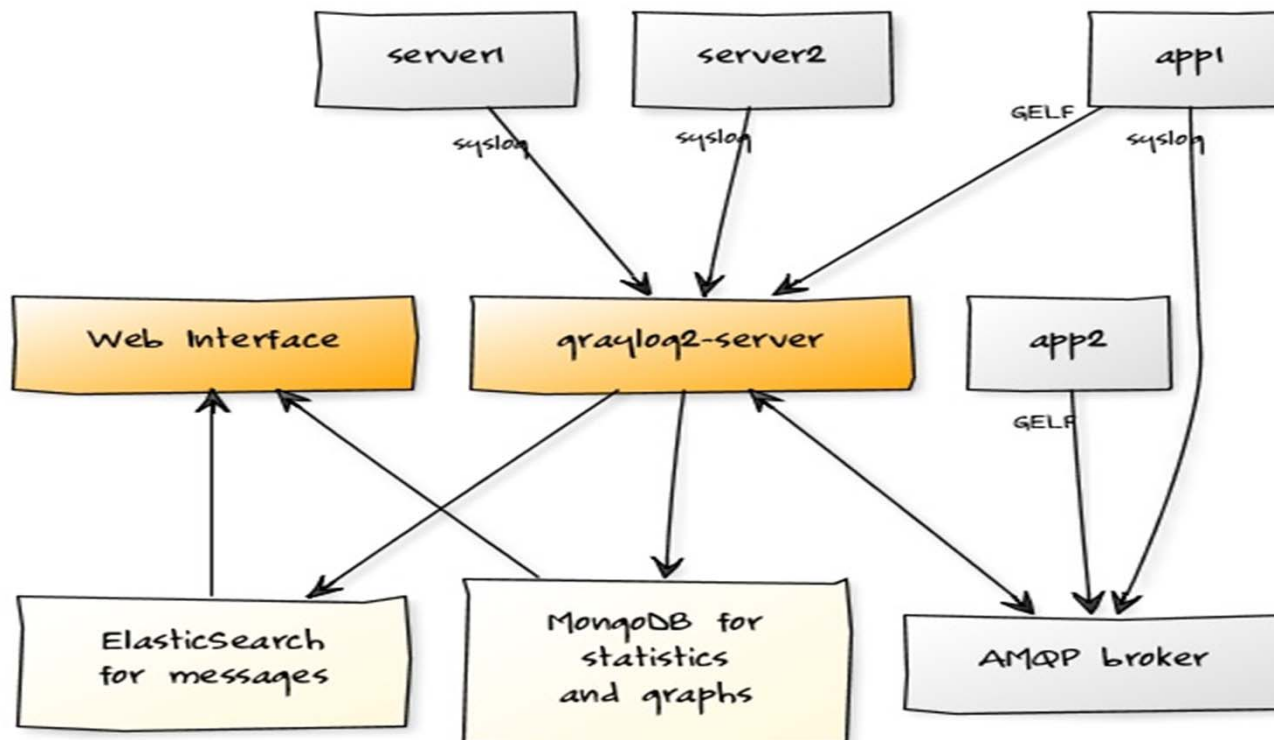 server1
server2
app1
syslog
syslog
GELF
syslog
Web Interface
graylog2-server
app2
GELF
ElasticSearch
for messages
MongoDB for
statistics
and graphs
AMQP broker